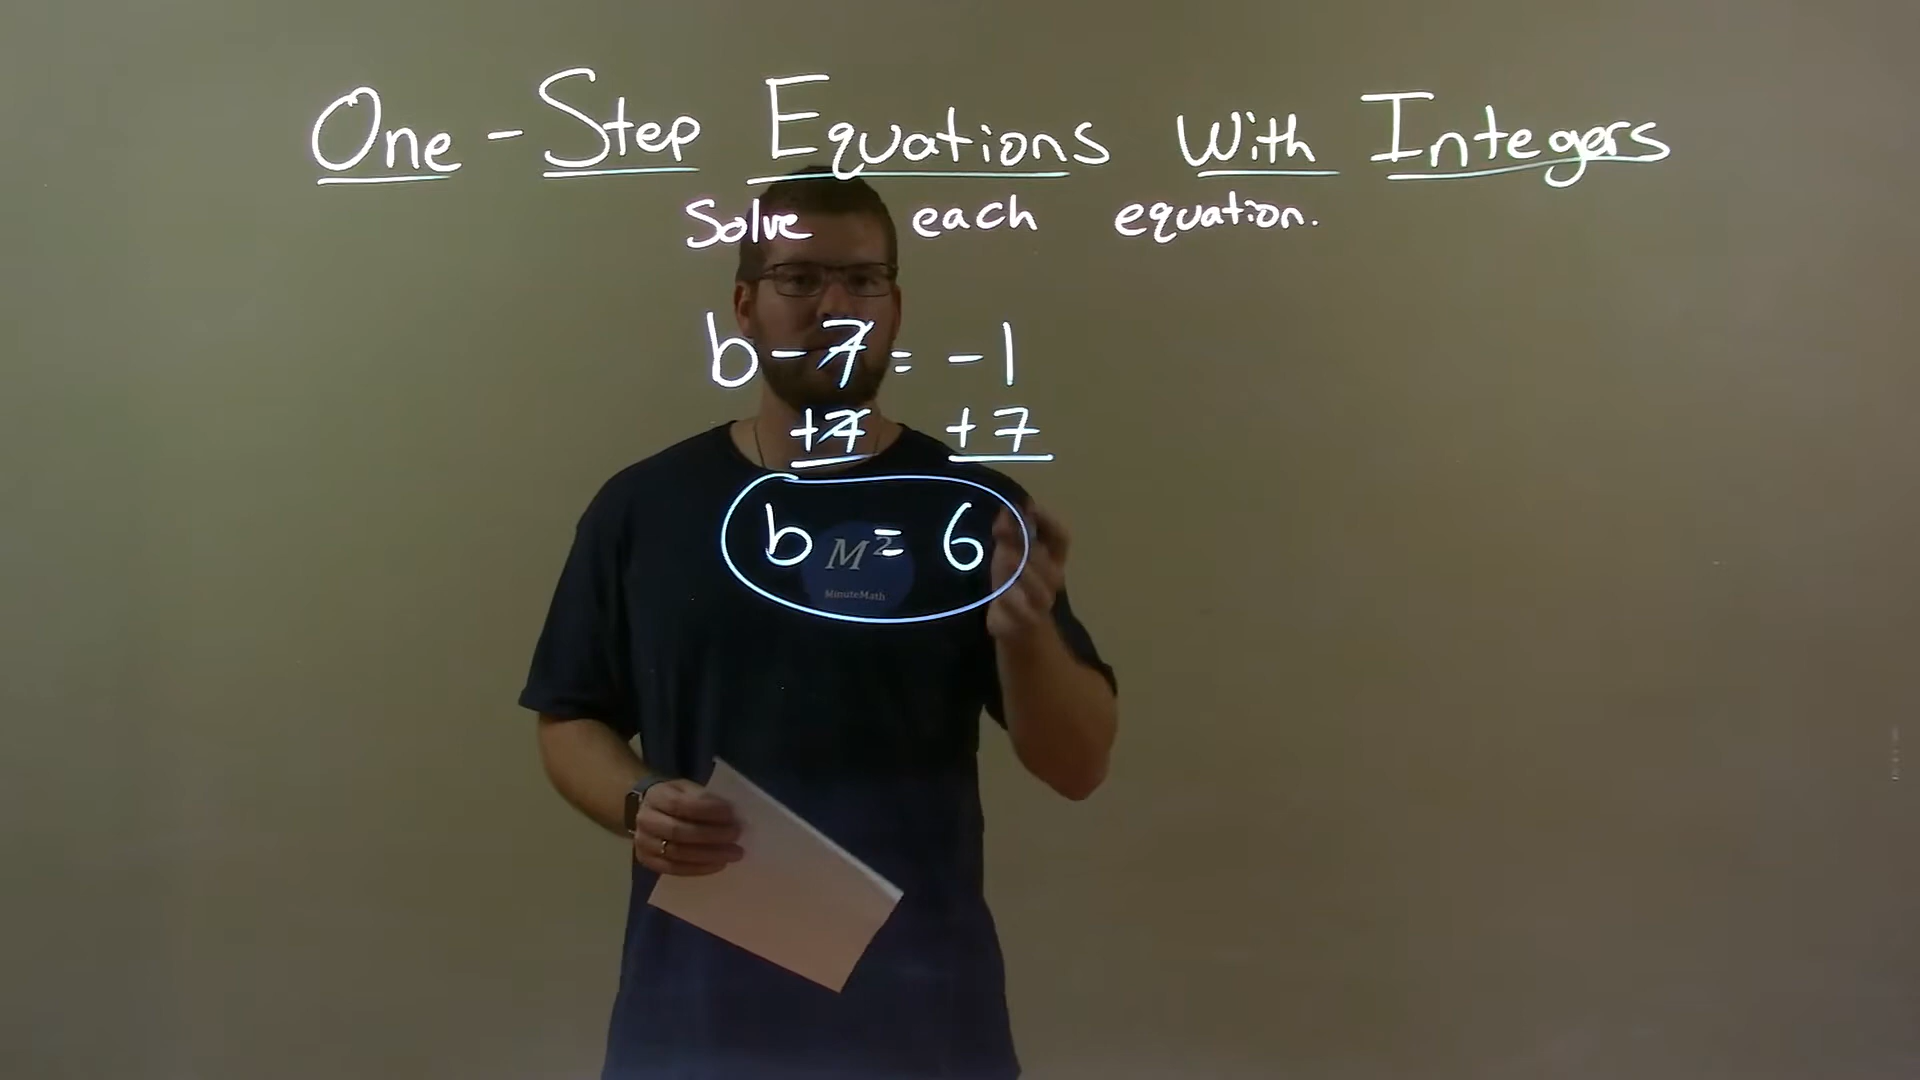 One-Step Equations With Integers
Solve each equation.
b - 7 = -1
+7 +7
b = 6
M²
MinuteMath